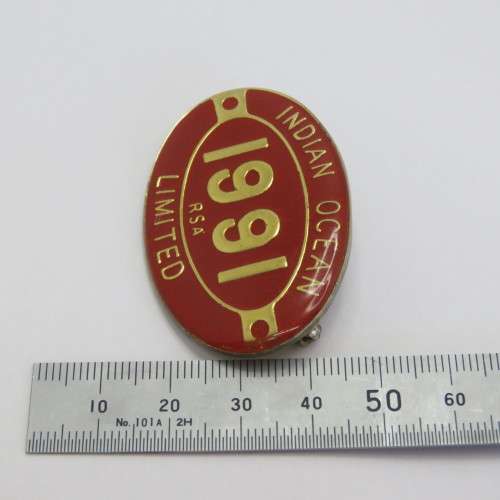 INDIAN OCEAN
1991
RSA
LIMITED
10 20 30 40 50 60
No. 101A 2H